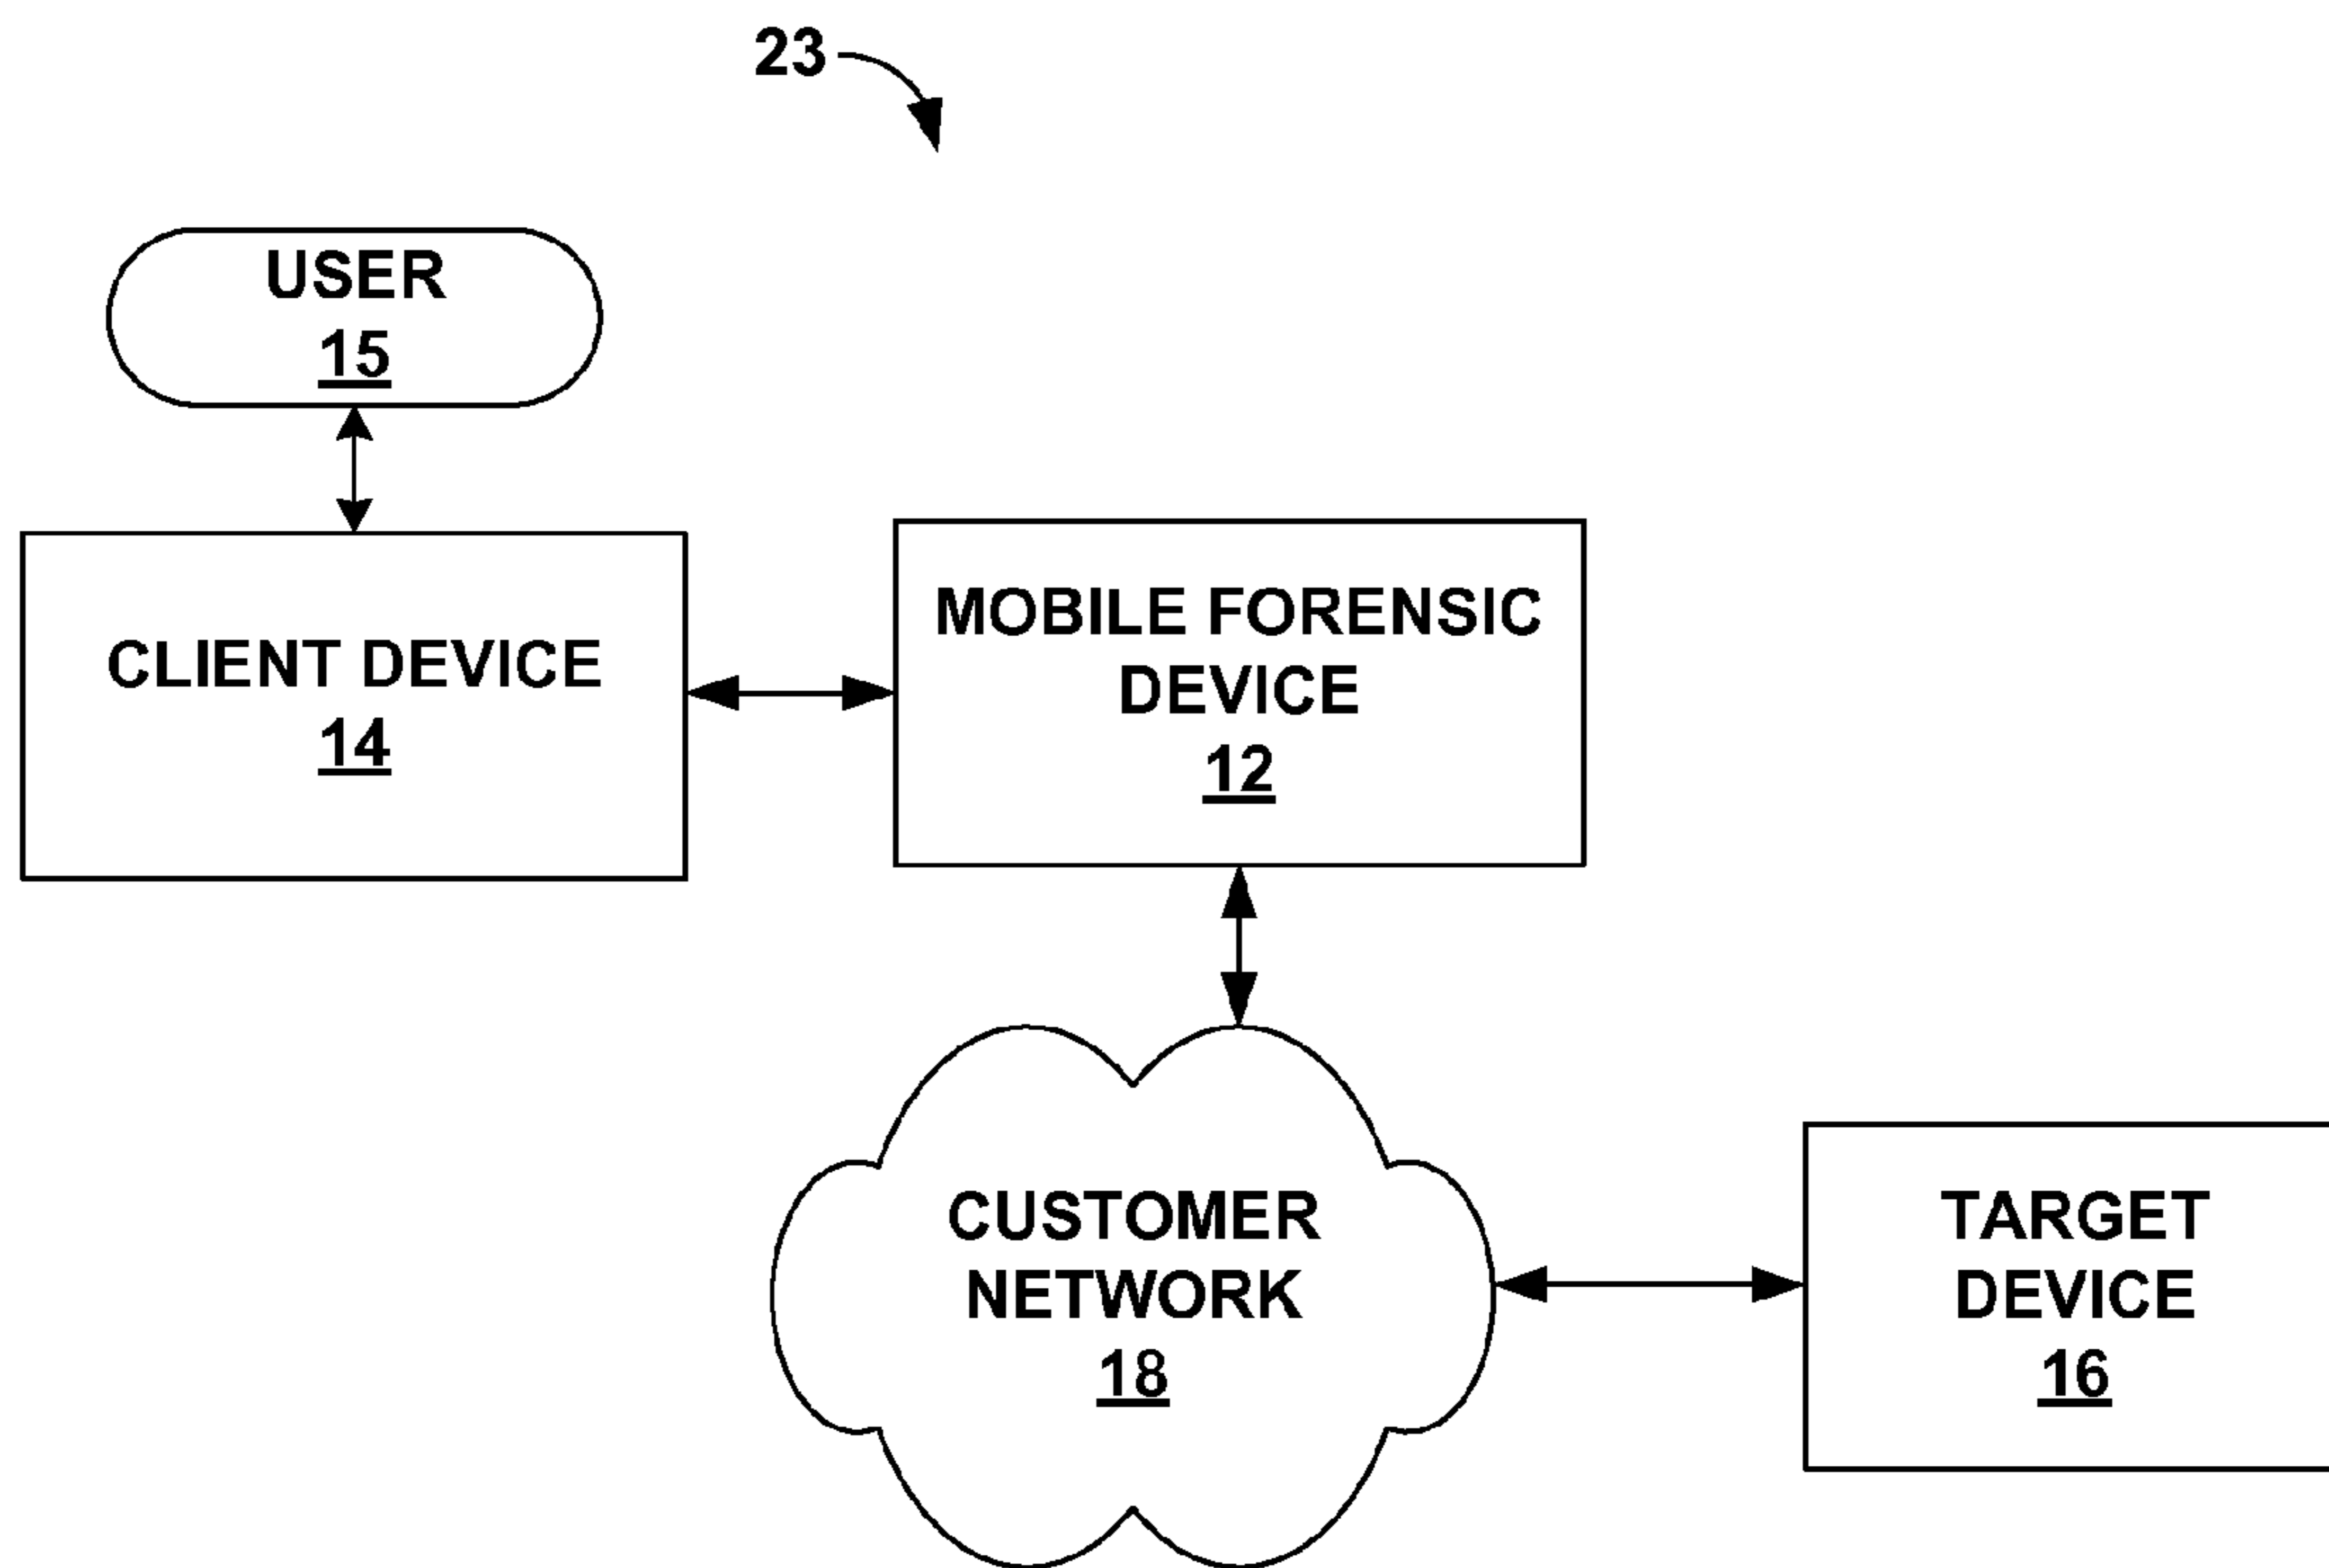 23
USER
15
CLIENT DEVICE
14
MOBILE FORENSIC
DEVICE
12
CUSTOMER
NETWORK
18
TARGET
DEVICE
16